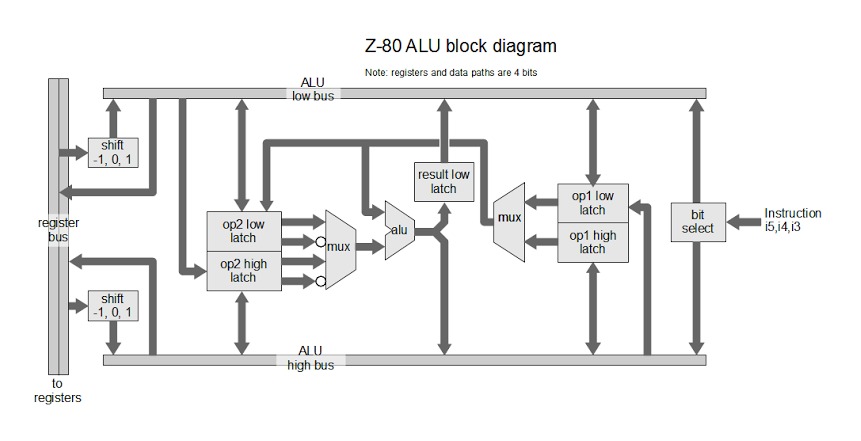 Z-80 ALU block diagram
Note: registers and data paths are 4 bits
ALU
low bus
shift
-1, 0, 1
result low
latch
op1 low
latch
op2 low
latch
mux
alu
mux
op1 high
latch
bit
select
Instruction
i5,i4,i3
register
bus
op2 high
latch
shift
-1, 0, 1
ALU
high bus
to
registers